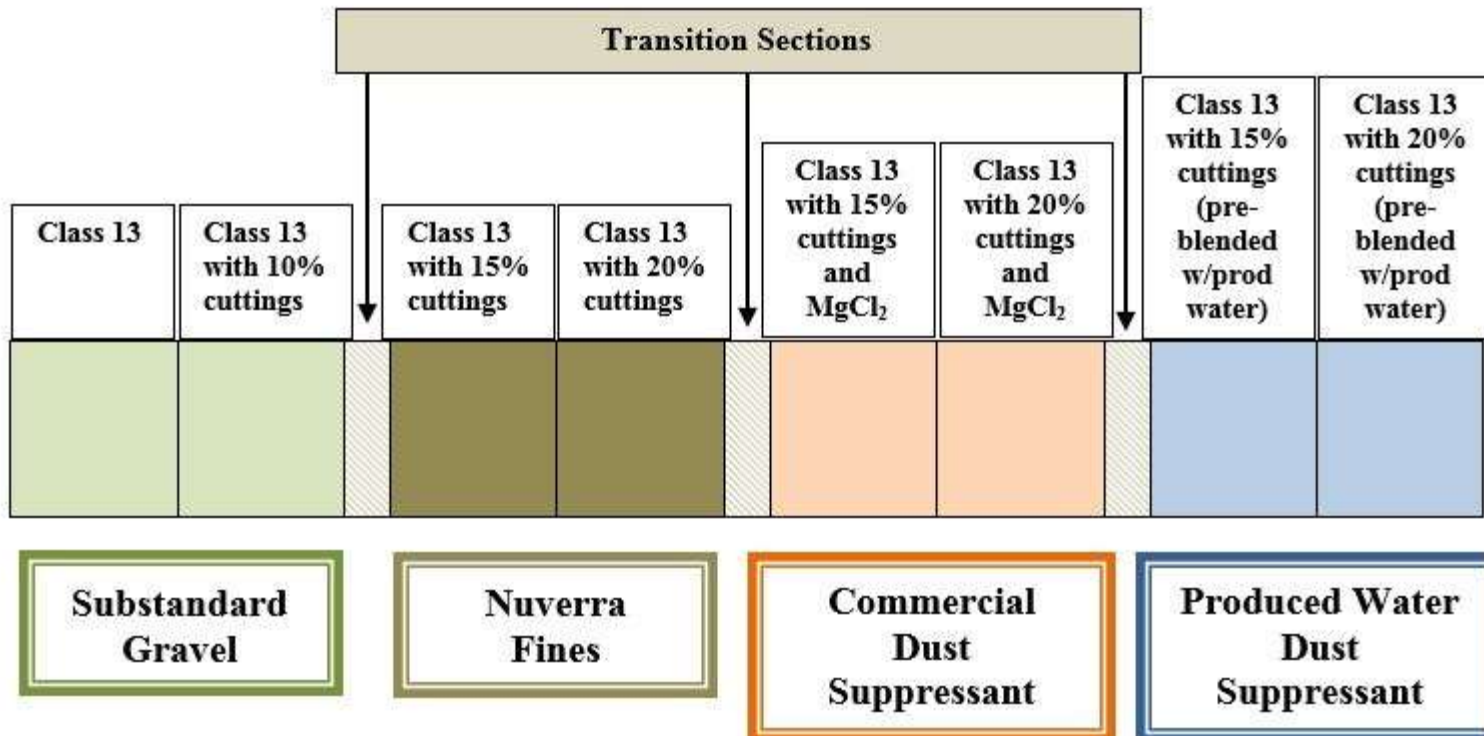 Transition Sections
Class 13
Class 13
with 10%
cuttings
Class 13
with 15%
cuttings
Class 13
with 20%
cuttings
Class 13
with 15%
cuttings
and
MgCl₂
Class 13
with 20%
cuttings
and
MgCl₂
Class 13
with 15%
cuttings
(pre-
blended
w/prod
water)
Class 13
with 20%
cuttings
(pre-
blended
w/prod
water)
Substandard
Gravel
Nuverra
Fines
Commercial
Dust
Suppressant
Produced Water
Dust
Suppressant